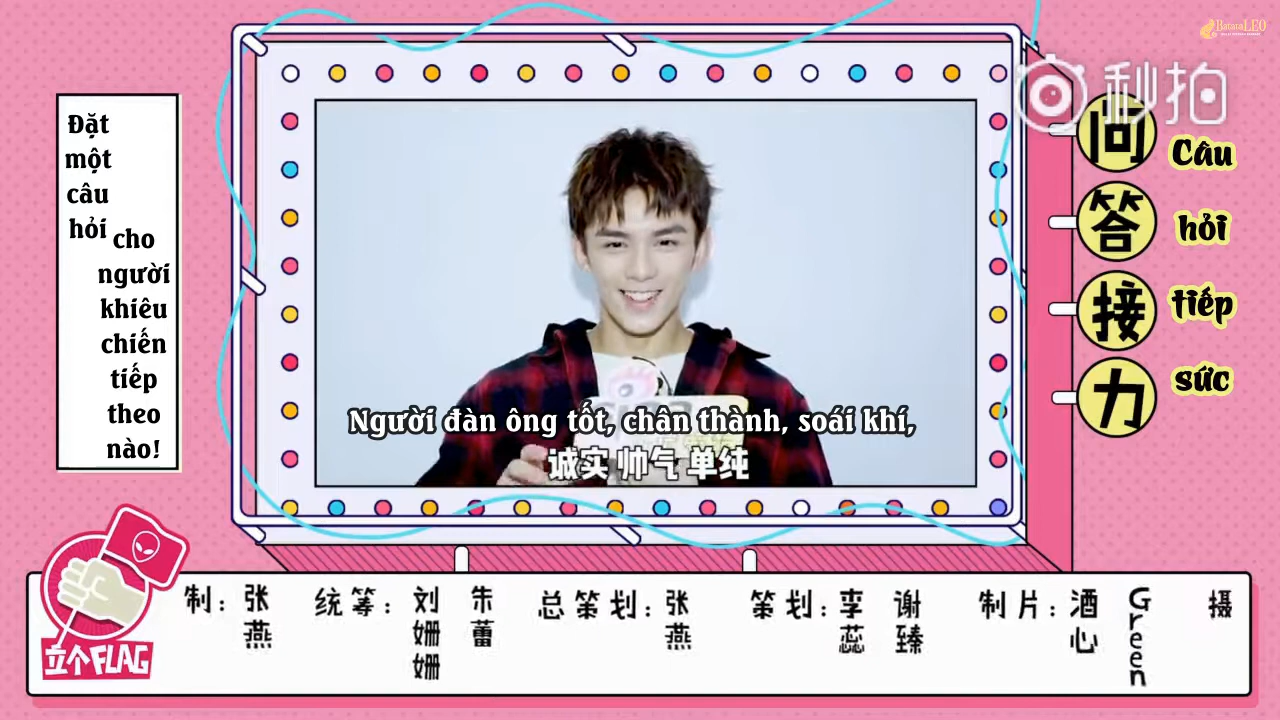 BataraLEO
秒拍
Đặt
một
câu
hỏi
cho
người
khiêu
chiến
tiếp
theo
nào!
问
答
接
力
Câu
hỏi
tiếp
sức
Người đàn ông tốt, chân thành, soái khí,
诚实 帅气 单纯
立个FLAG
制：张燕 统筹：刘姗姗 朱蕾 总策划：张燕 策划：李蕊 谢臻 制片：酒心 Green 摄